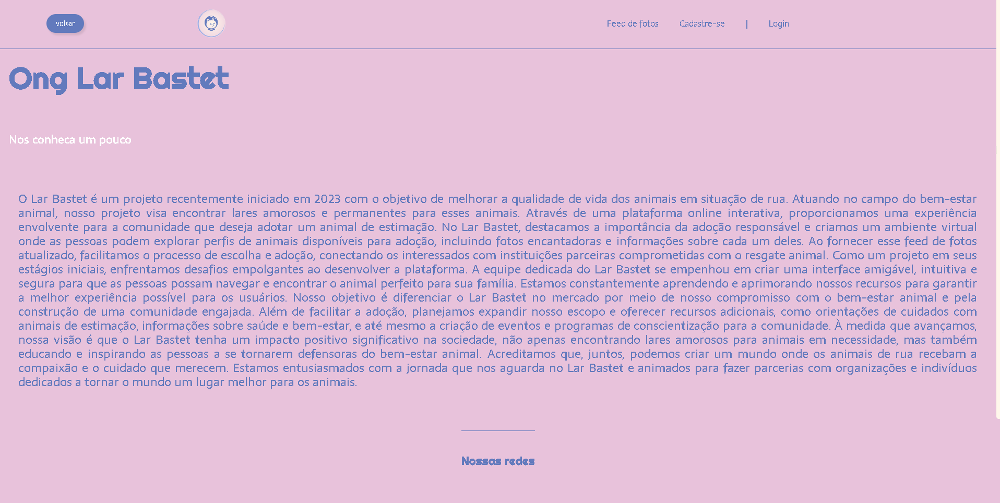 voltar
Feed de fotos
Cadastre-se
|
Login
Ong Lar Bastet
Nos conheca um pouco
O Lar Bastet é um projeto recentemente iniciado em 2023 com o objetivo de melhorar a qualidade de vida dos animais em situação de rua. Atuando no campo do bem-estar
animal, nosso projeto visa encontrar lares amorosos e permanentes para esses animais. Através de uma plataforma online interativa, proporcionamos uma experiência
envolvente para a comunidade que deseja adotar um animal de estimação. No Lar Bastet, destacamos a importância da adoção responsável e criamos um ambiente virtual
onde as pessoas podem explorar perfis de animais disponíveis para adoção, incluindo fotos encantadoras e informações sobre cada um deles. Ao fornecer esse feed de fotos
atualizado, facilitamos o processo de escolha e adoção, conectando os interessados com instituições parceiras comprometidas com o resgate animal. Como um projeto em seus
estágios iniciais, enfrentamos desafios empolgantes ao desenvolver a plataforma. A equipe dedicada do Lar Bastet se empenhou em criar uma interface amigável, intuitiva e
segura para que as pessoas possam navegar e encontrar o animal perfeito para sua família. Estamos constantemente aprendendo e aprimorando nossos recursos para garantir
a melhor experiência possível para os usuários. Nosso objetivo é diferenciar o Lar Bastet no mercado por meio de nosso compromisso com o bem-estar animal e pela
construção de uma comunidade engajada. Além de facilitar a adoção, planejamos expandir nosso escopo e oferecer recursos adicionais, como orientações de cuidados com
animais de estimação, informações sobre saúde e bem-estar, e até mesmo a criação de eventos e programas de conscientização para a comunidade. À medida que avançamos,
nossa visão é que o Lar Bastet tenha um impacto positivo significativo na sociedade, não apenas encontrando lares amorosos para animais em necessidade, mas também
educando e inspirando as pessoas a se tornarem defensoras do bem-estar animal. Acreditamos que, juntos, podemos criar um mundo onde os animais de rua recebam a
compaixão e o cuidado que merecem. Estamos entusiasmados com a jornada que nos aguarda no Lar Bastet e animados para fazer parcerias com organizações e indivíduos
dedicados a tornar o mundo um lugar melhor para os animais.
Nossas redes